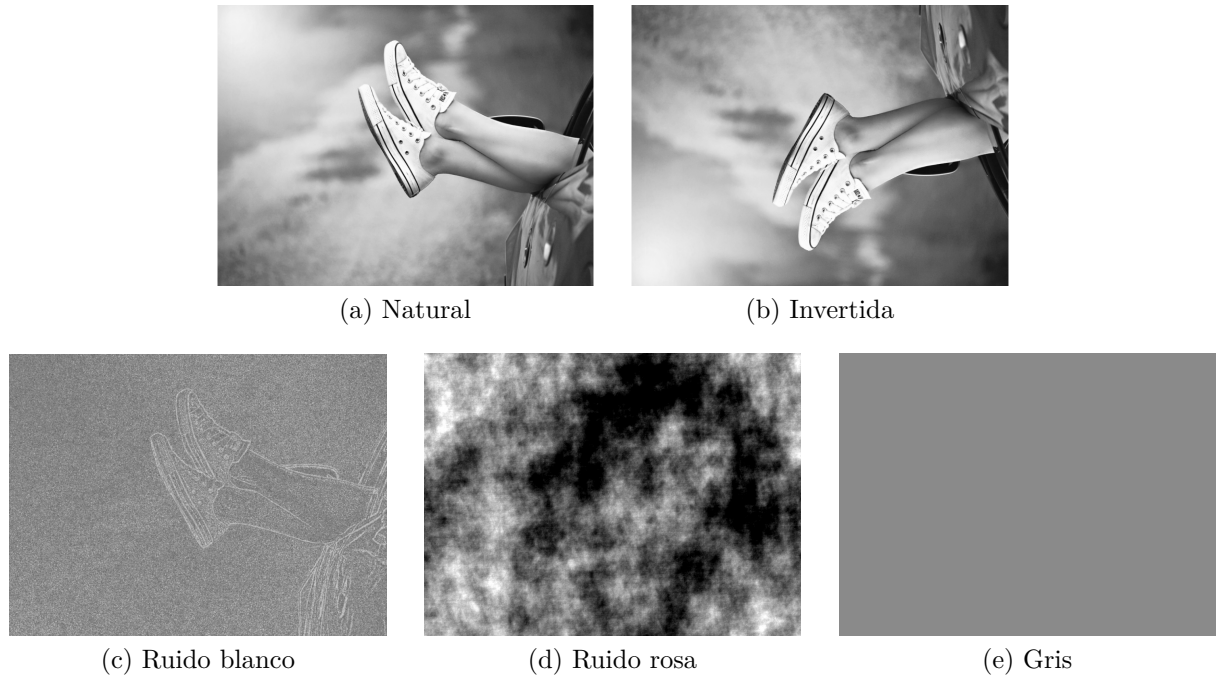 (a) Natural
(b) Invertida
(c) Ruido blanco
(d) Ruido rosa
(e) Gris